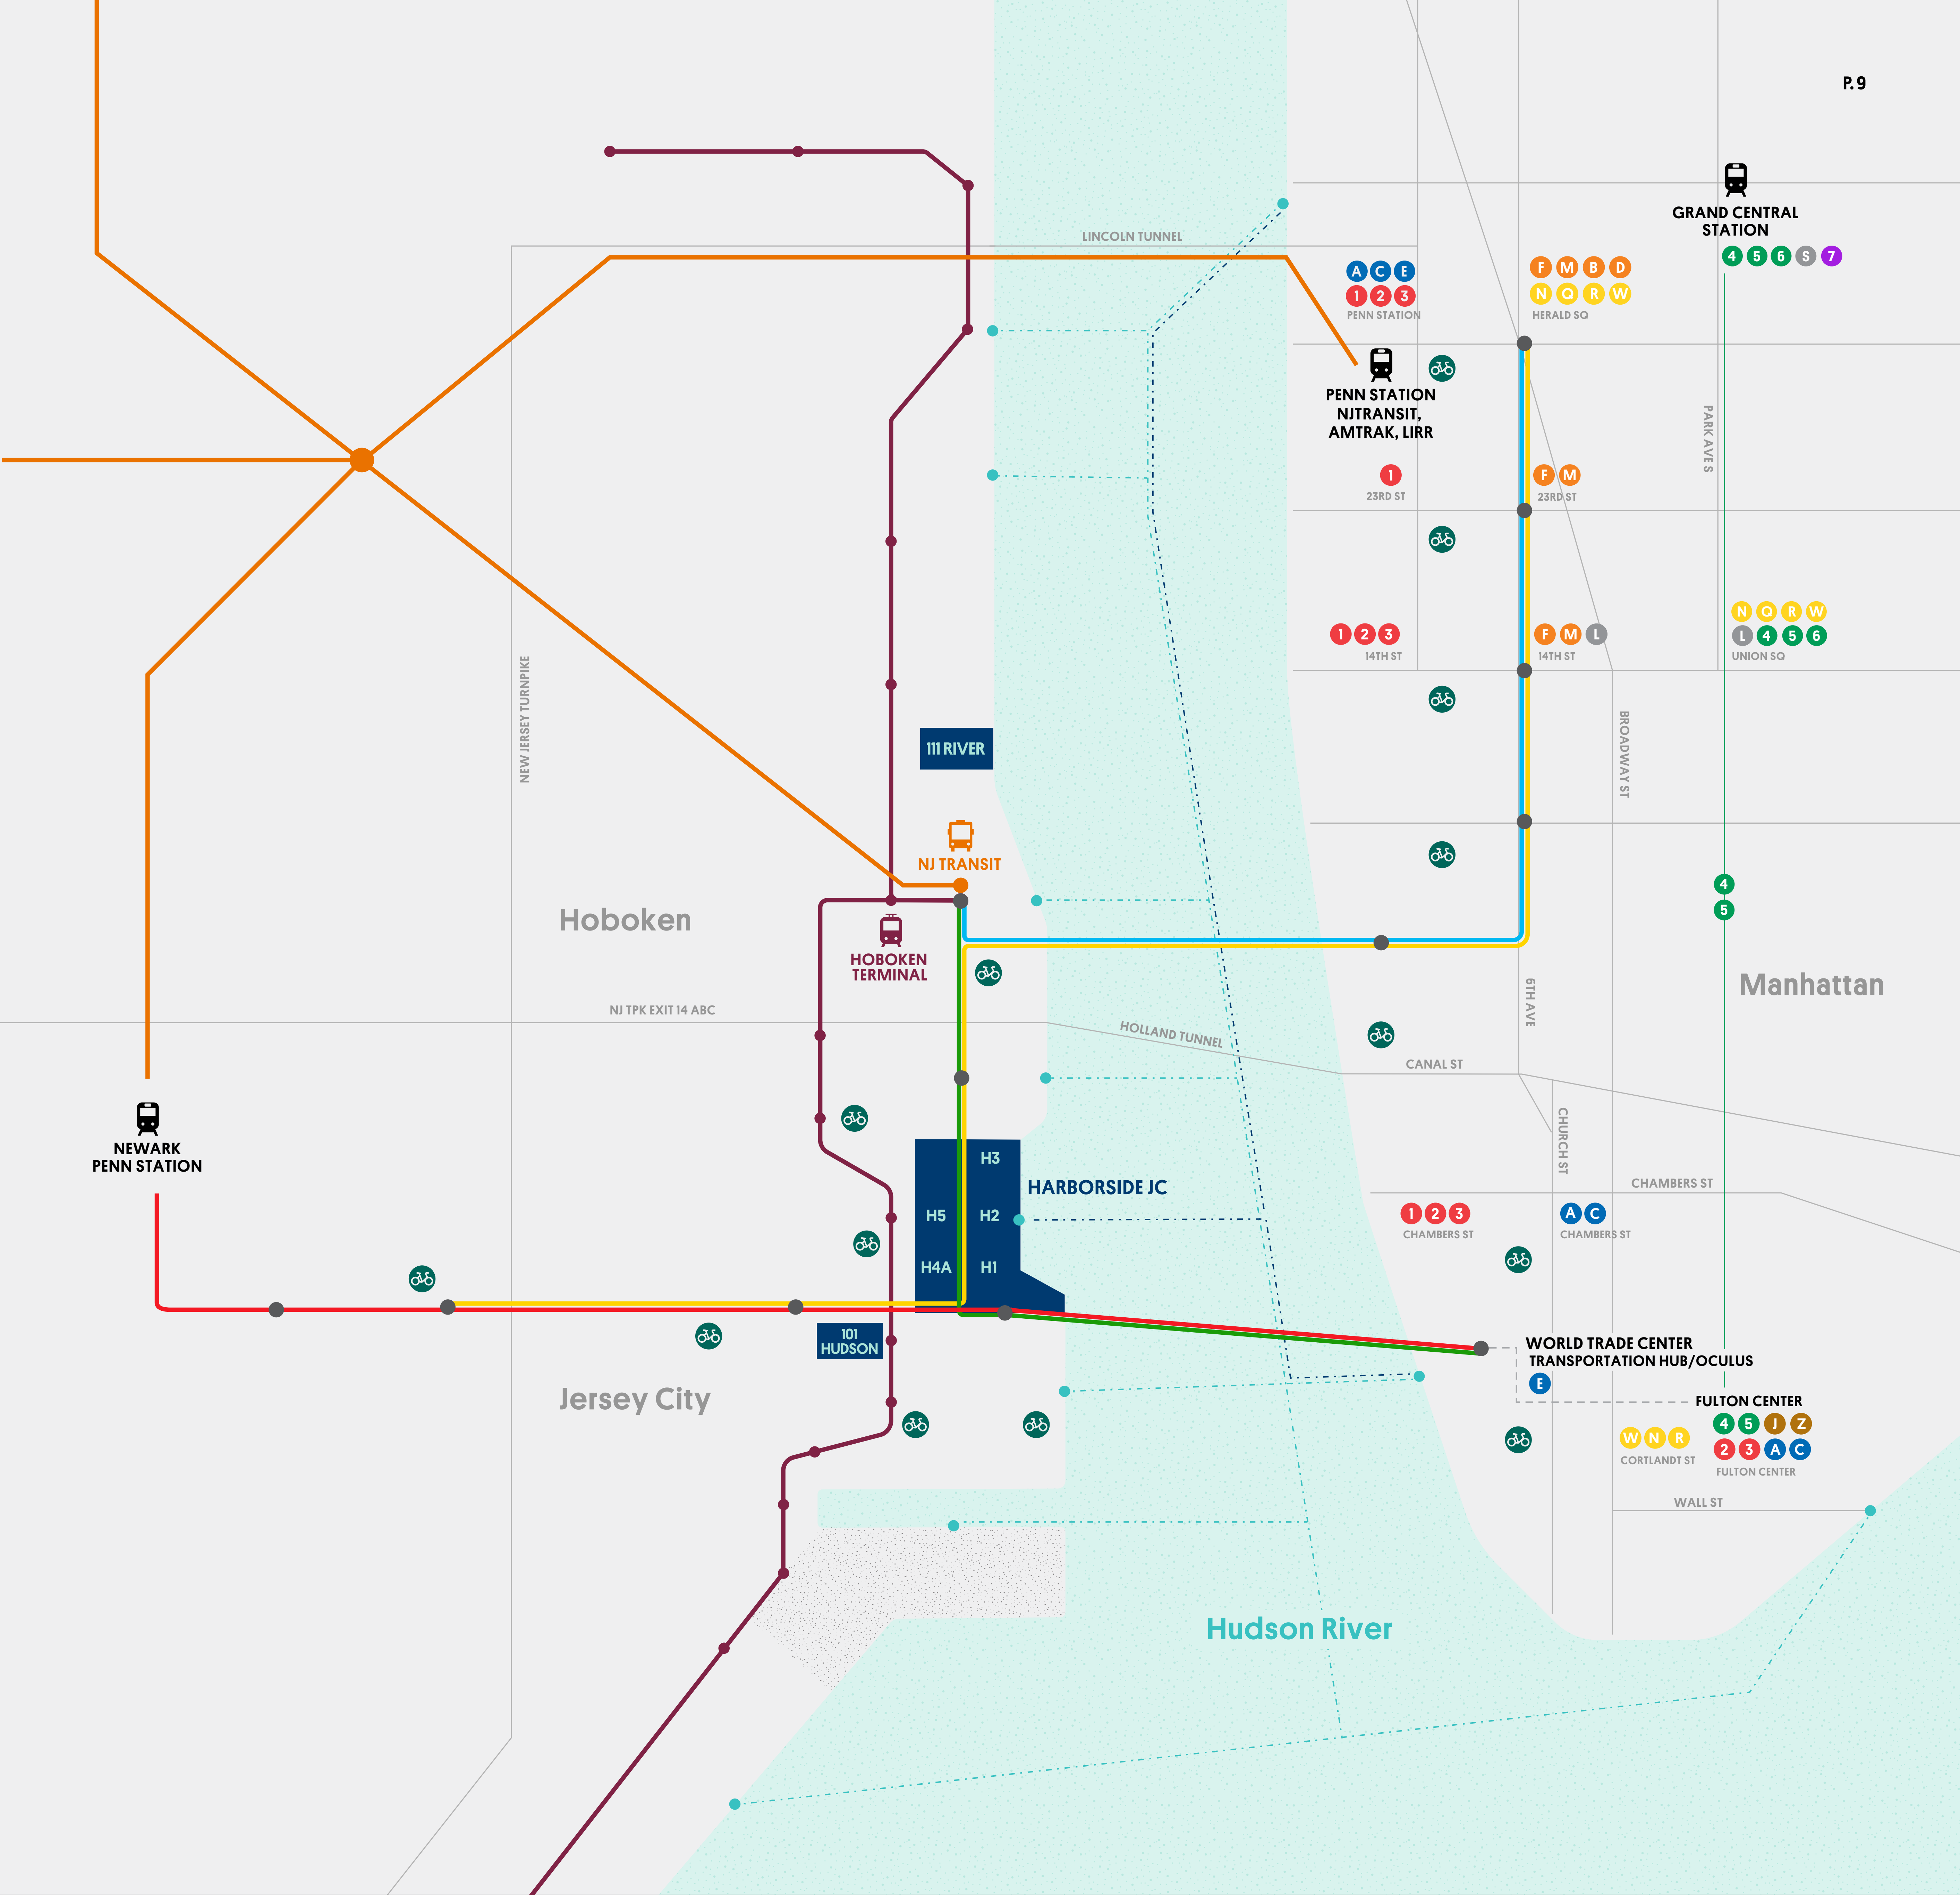 P. 9
GRAND CENTRAL
STATION
4 5 6 S 7
LINCOLN TUNNEL
A C E
1 2 3
PENN STATION
F M B D
N Q R W
HERALD SQ
PENN STATION
NJTRANSIT,
AMTRAK, LIRR
PARK AVES
1
23RD ST
F M
23RD ST
1 2 3
14TH ST
F M L
14TH ST
N Q R W
L 4 5 6
UNION SQ
NEW JERSEY TURNPIKE
111 RIVER
BROADWAY ST
NJ TRANSIT
4
5
Hoboken
HOBOKEN
TERMINAL
Manhattan
6TH AVE
NJ TPK EXIT 14 ABC
HOLLAND TUNNEL
CANAL ST
NEWARK
PENN STATION
CHURCH ST
H3
HARBORSIDE JC
CHAMBERS ST
H5
H2
1 2 3
CHAMBERS ST
A C
CHAMBERS ST
H4A
H1
101
HUDSON
WORLD TRADE CENTER
TRANSPORTATION HUB/OCULUS
E
Jersey City
FULTON CENTER
4 5 J Z
2 3 A C
FULTON CENTER
W N R
CORTLANDT ST
WALL ST
Hudson River